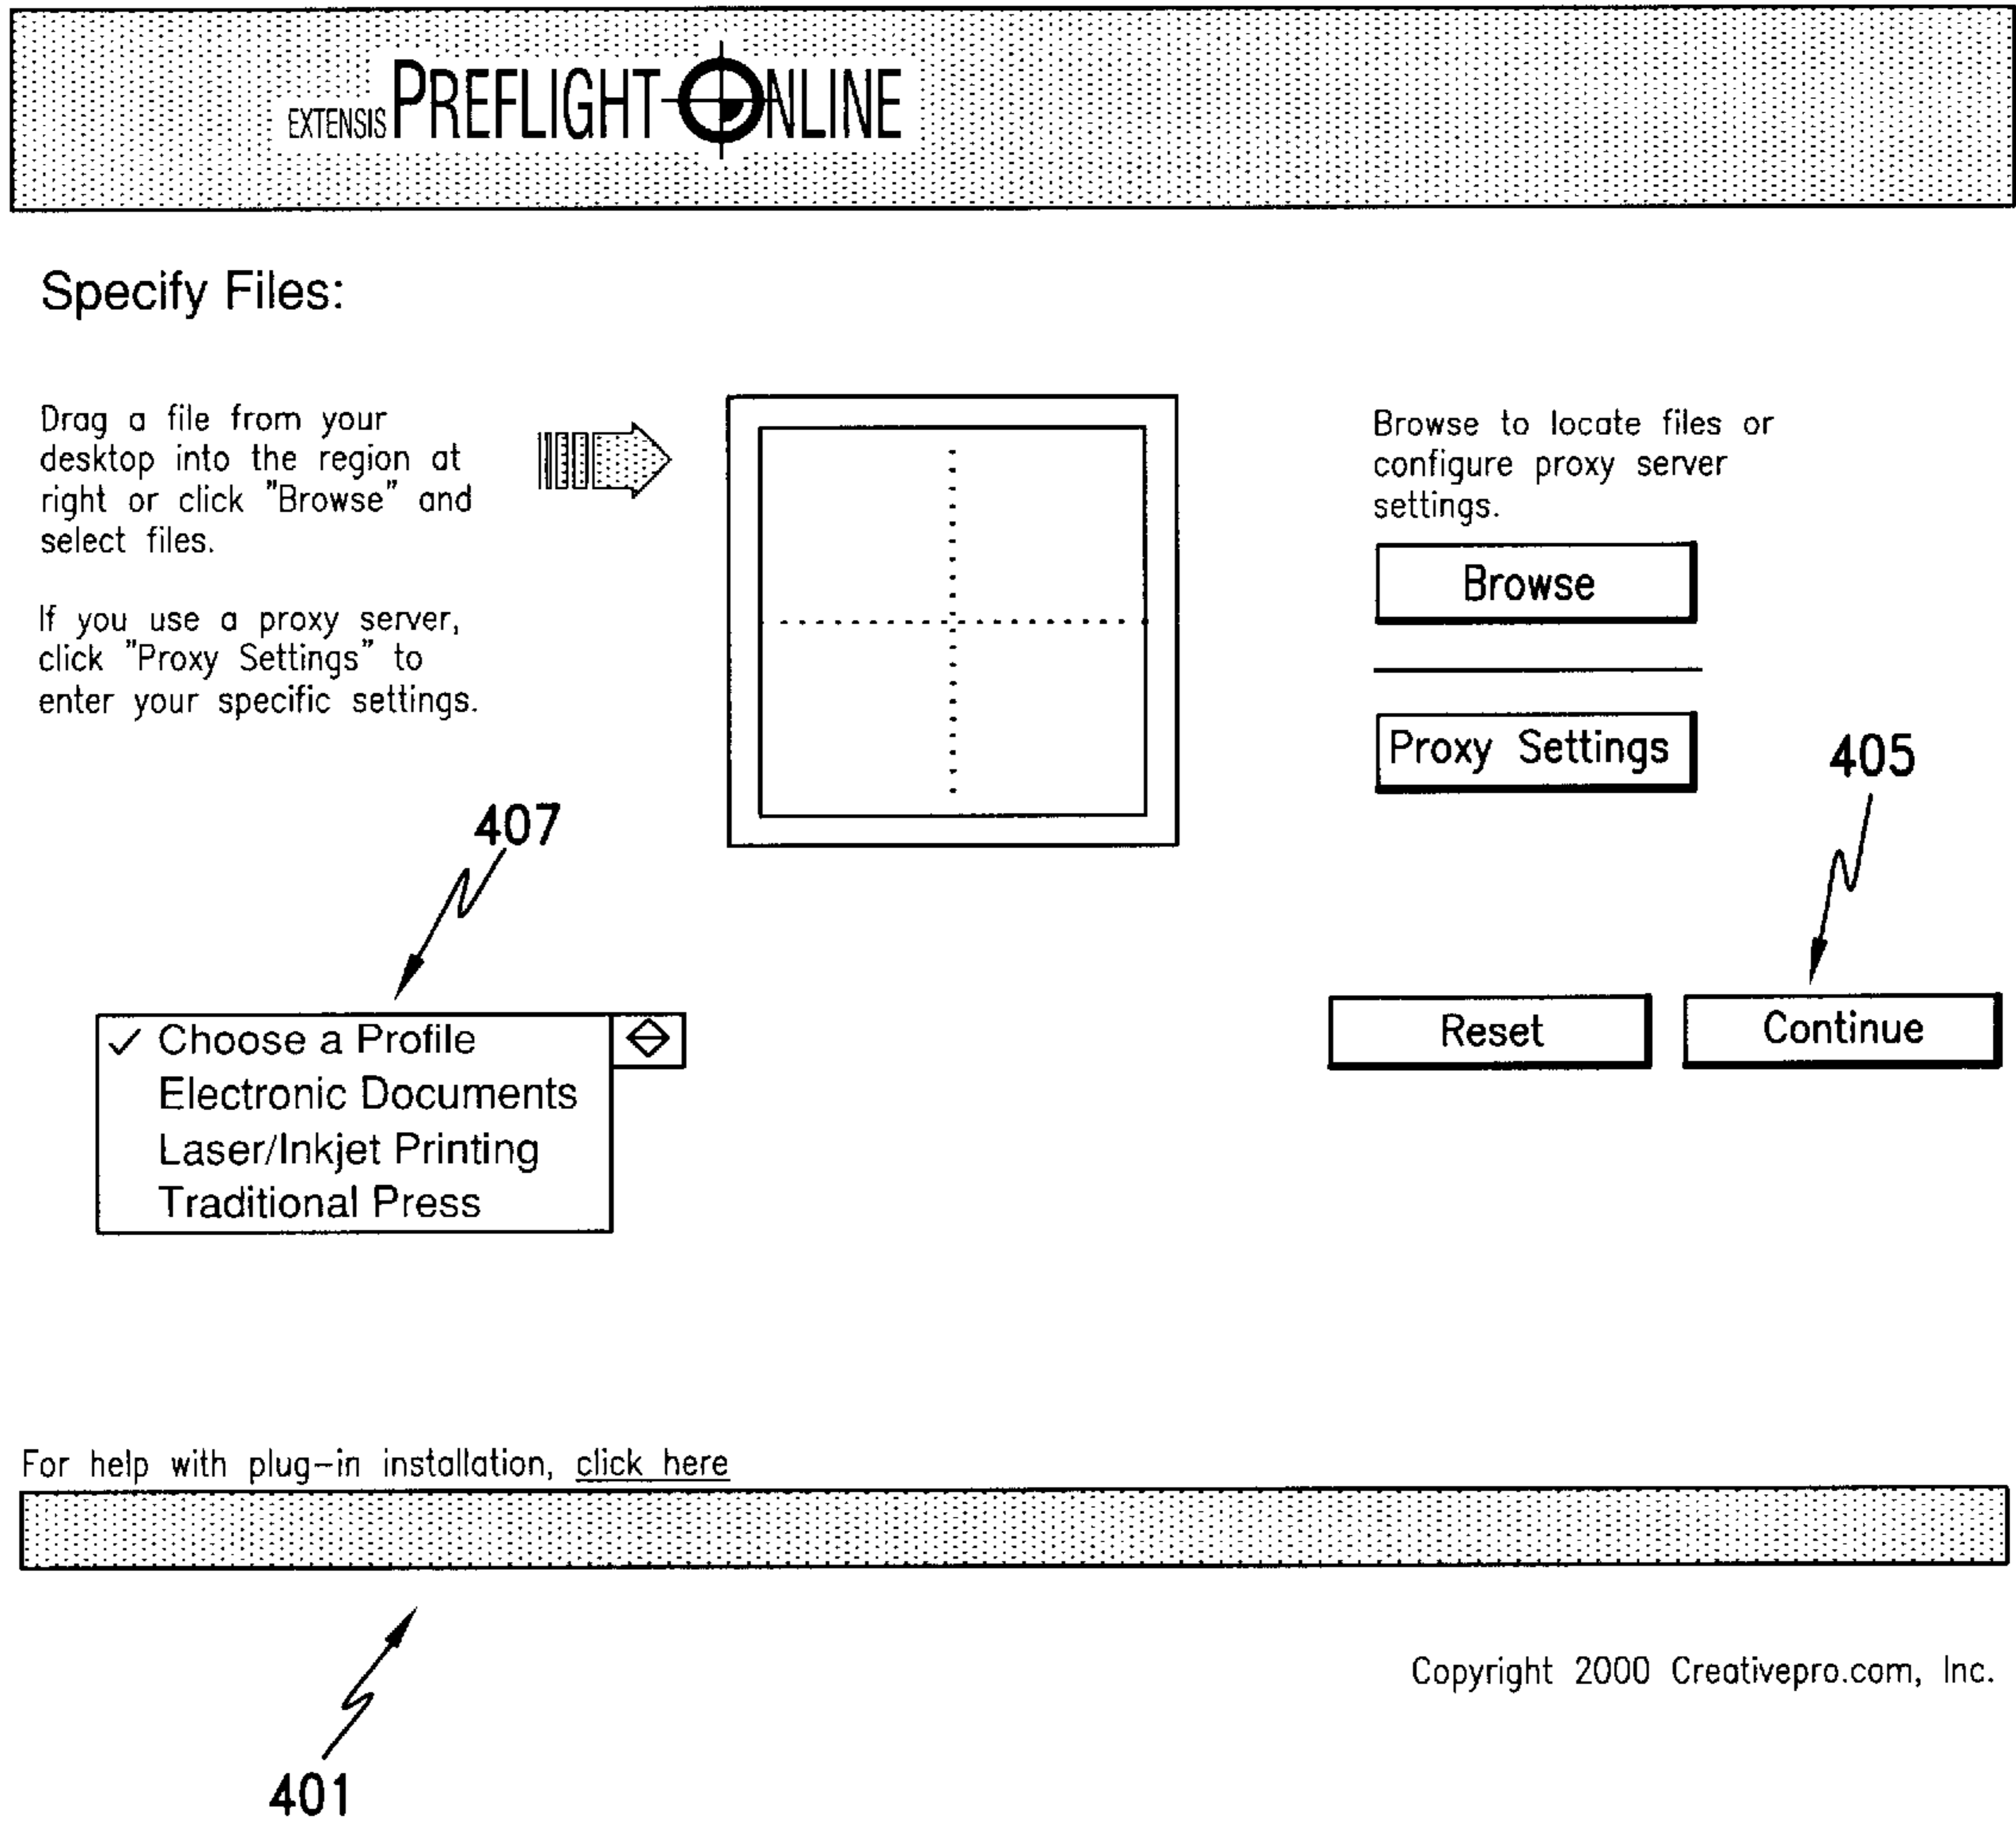 EXTENSIS PREFLIGHT ONLINE
Specify Files:
Drag a file from your
desktop into the region at
right or click "Browse" and
select files.
If you use a proxy server,
click "Proxy Settings" to
enter your specific settings.
Browse to locate files or
configure proxy server
settings.
Browse
Proxy Settings
405
407
✓ Choose a Profile
Electronic Documents
Laser/Inkjet Printing
Traditional Press
Reset
Continue
For help with plug-in installation, click here
Copyright 2000 Creativepro.com, Inc.
401